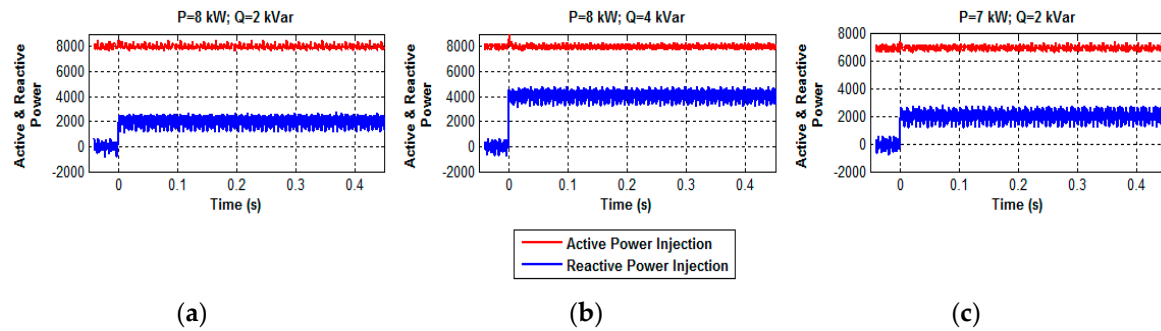 P=8 kW; Q=2 kVar
Active & Reactive
Power
8000
6000
4000
2000
0
-2000
0
0.1
0.2
0.3
0.4
Time (s)
(a)
P=8 kW; Q=4 kVar
Active & Reactive
Power
8000
6000
4000
2000
0
-2000
0
0.1
0.2
0.3
0.4
Time (s)
Active Power Injection
Reactive Power Injection
(b)
P=7 kW; Q=2 kVar
Active & Reactive
Power
8000
6000
4000
2000
0
-2000
0
0.1
0.2
0.3
0.4
Time (s)
(c)